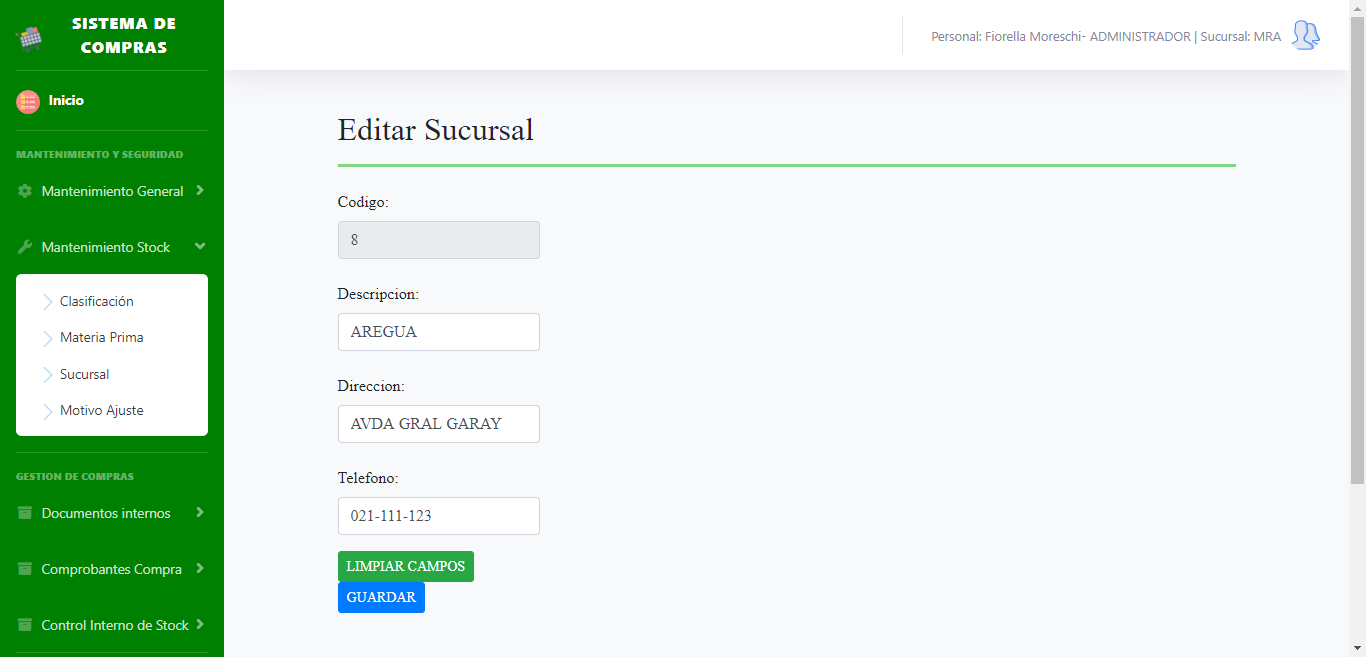 SISTEMA DE
COMPRAS
Personal: Fiorella Moreschi- ADMINISTRADOR | Sucursal: MRA
Inicio
MANTENIMIENTO Y SEGURIDAD
Mantenimiento General
Mantenimiento Stock
Clasificación
Materia Prima
Sucursal
Motivo Ajuste
GESTION DE COMPRAS
Documentos internos
Comprobantes Compra
Control Interno de Stock
Editar Sucursal
Codigo:
8
Descripcion:
AREGUA
Direccion:
AVDA GRAL GARAY
Telefono:
021-111-123
LIMPIAR CAMPOS
GUARDAR